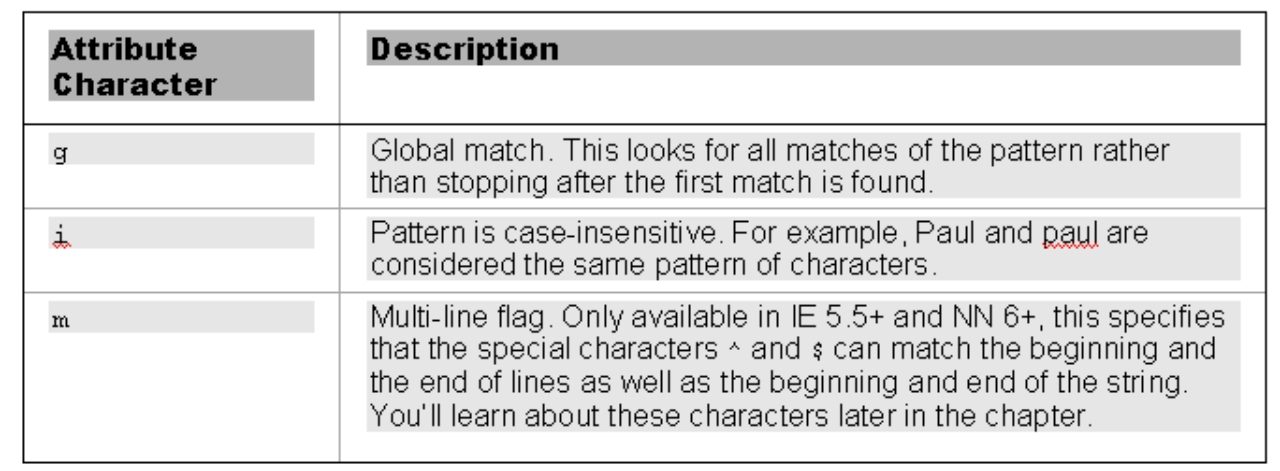 Attribute Description
Character
g Global match. This looks for all matches of the pattern rather
than stopping after the first match is found.
i Pattern is case-insensitive. For example, Paul and paul are
considered the same pattern of characters.
m Multi-line flag. Only available in IE 5.5+ and NN 6+, this specifies
that the special characters ^ and $ can match the beginning and
the end of lines as well as the beginning and end of the string.
You'll learn about these characters later in the chapter.